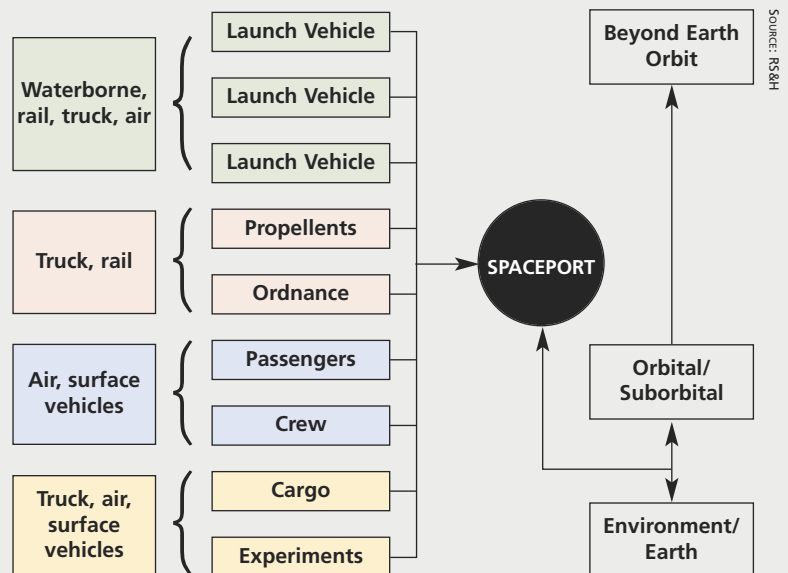 Waterborne,
rail, truck, air
Launch Vehicle
Launch Vehicle
Launch Vehicle
Truck, rail
Propellents
Ordnance
Air, surface
vehicles
Passengers
Crew
Truck, air,
surface
vehicles
Cargo
Experiments
SPACEPORT
Beyond Earth
Orbit
Orbital/
Suborbital
Environment/
Earth
SOURCE: RS&H